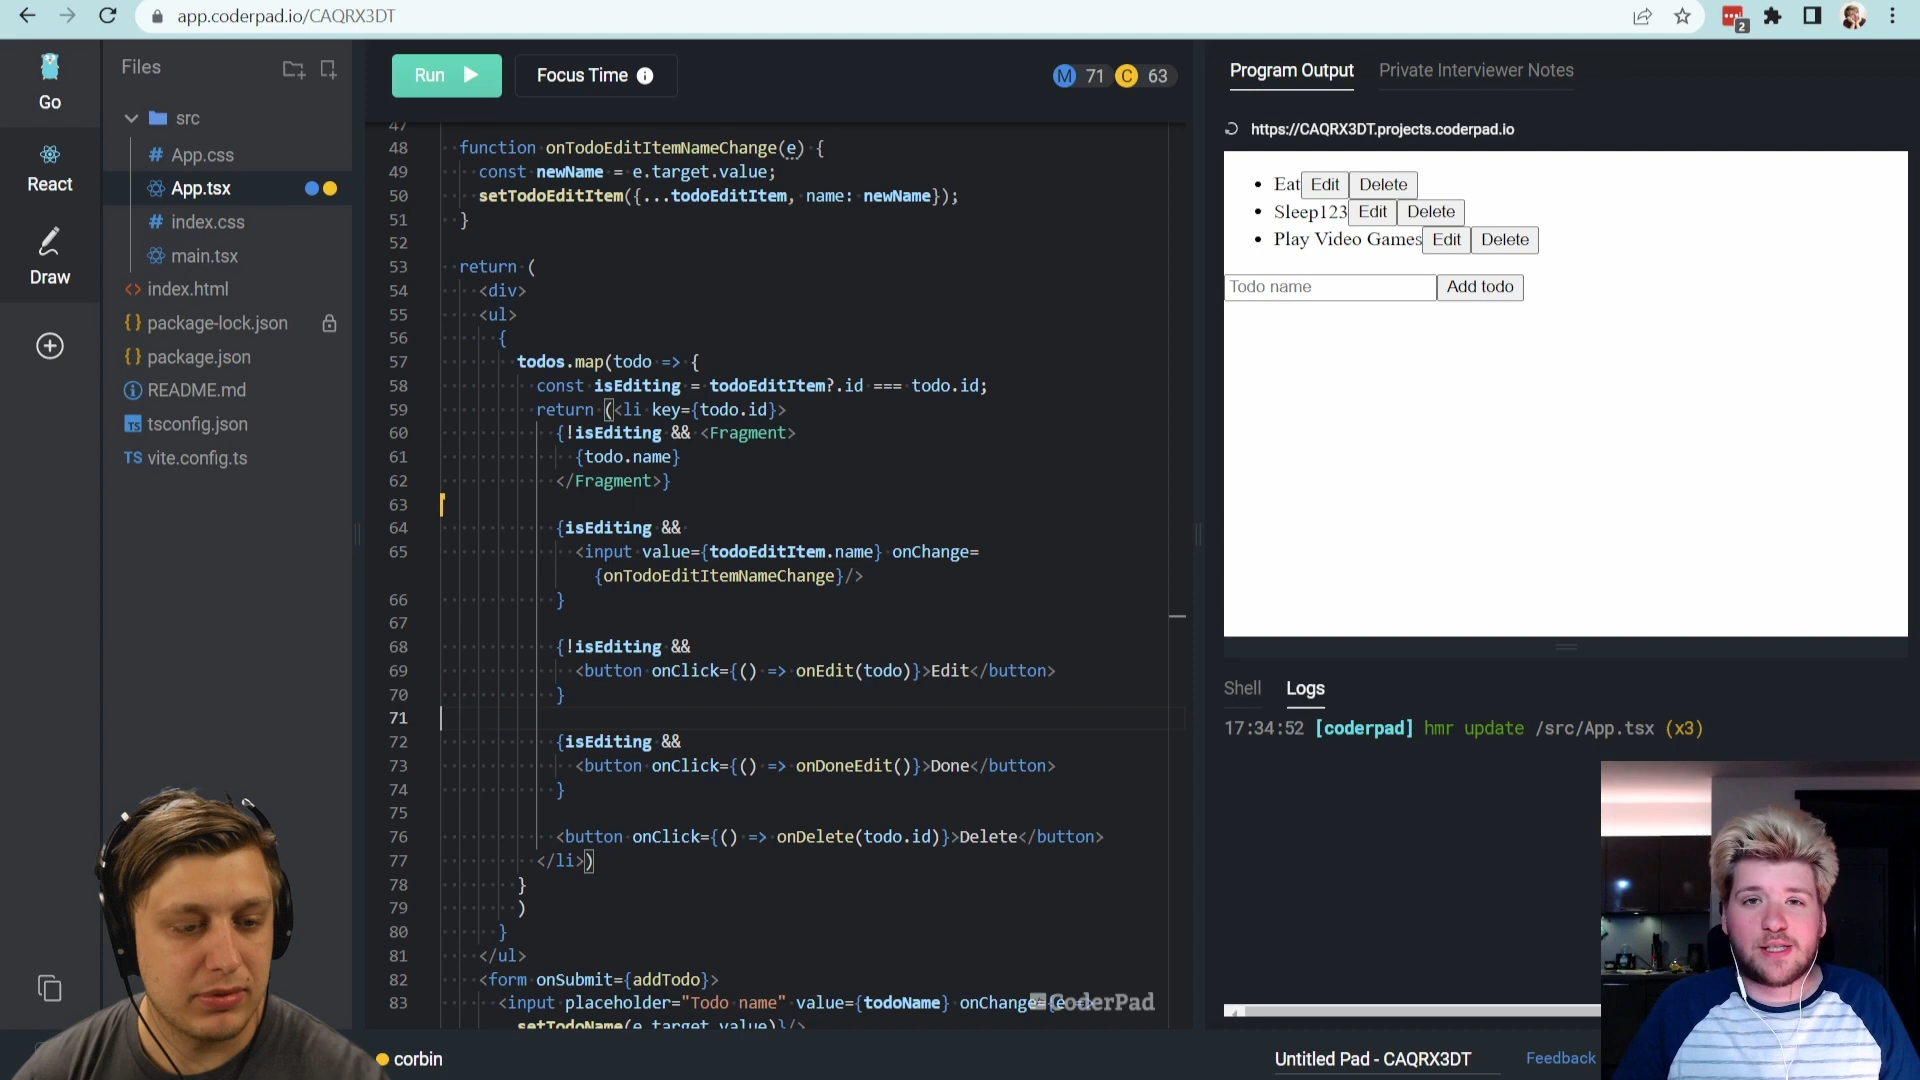 app.coderpad.io/CAQRX3DT
2
Go
React
Draw
Files
src
# App.css
App.tsx
# index.css
main.tsx
<> index.html
{} package-lock.json
{} package.json
README.md
TS tsconfig.json
TS vite.config.ts
Run
Focus Time
M 71 C 63
47
48 function onTodoEditItemNameChange(e) {
49 const newName = e.target.value;
50 setTodoEditItem({...todoEditItem, name: newName});
51 }
52
53 return (
54 <div>
55 <ul>
56 {
57 todos.map(todo => {
58 const isEditing = todoEditItem?.id === todo.id;
59 return (<li key={todo.id}>
60 {!isEditing && <Fragment>
61 {todo.name}
62 </Fragment>}
63
64 {isEditing &&
65 <input value={todoEditItem.name} onChange=
{onTodoEditItemNameChange}/>
66 }
67
68 {!isEditing &&
69 <button onClick={() => onEdit(todo)}>Edit</button>
70 }
71
72 {isEditing &&
73 <button onClick={() => onDoneEdit()}>Done</button>
74 }
75
76 <button onClick={() => onDelete(todo.id)}>Delete</button>
77 </li>)
78 }
79 )
80 }
81 </ul>
82 <form onSubmit={addTodo}>
83 <input placeholder="Todo name" value={todoName} onChange={e =>
setTodoName(e.target.value)}/>
CoderPad
corbin
Program Output Private Interviewer Notes
https://CAQRX3DT.projects.coderpad.io
• Eat Edit Delete
• Sleep123 Edit Delete
• Play Video Games Edit Delete
Todo name Add todo
Shell Logs
17:34:52 [coderpad] hmr update /src/App.tsx (x3)
Untitled Pad - CAQRX3DT
Feedback